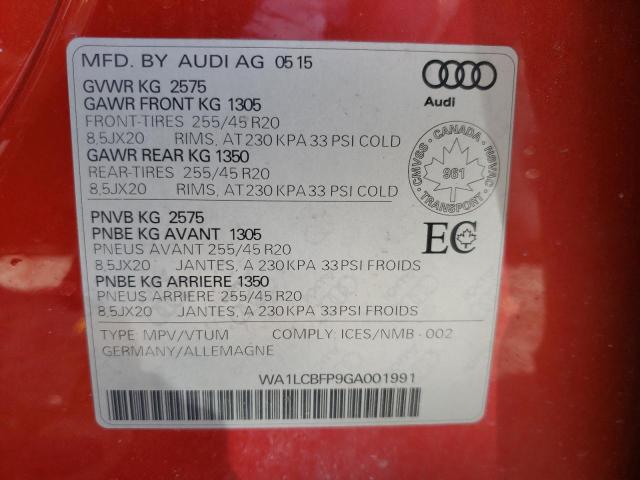 MFD. BY AUDI AG 05 15
GVWR KG 2575
GAWR FRONT KG 1305
FRONT-TIRES 255/45 R20
8,5JX20 RIMS, AT 230 KPA 33 PSI COLD
GAWR REAR KG 1350
REAR-TIRES 255/45 R20
8,5JX20 RIMS, AT 230 KPA 33 PSI COLD
PNVB KG 2575
PNBE KG AVANT 1305
PNEUS AVANT 255/45 R20
8,5JX20 JANTES, A 230 KPA 33 PSI FROIDS
PNBE KG ARRIERE 1350
PNEUS ARRIERE 255/45 R20
8,5JX20 JANTES, A 230 KPA 33 PSI FROIDS
TYPE: MPV/VTUM COMPLY: ICES/NMB - 002
GERMANY/ALLEMAGNE
WA1LCBFP9GA001991
Audi
CMVSS - CANADA - NSVAC
961
TRANSPORT
EC